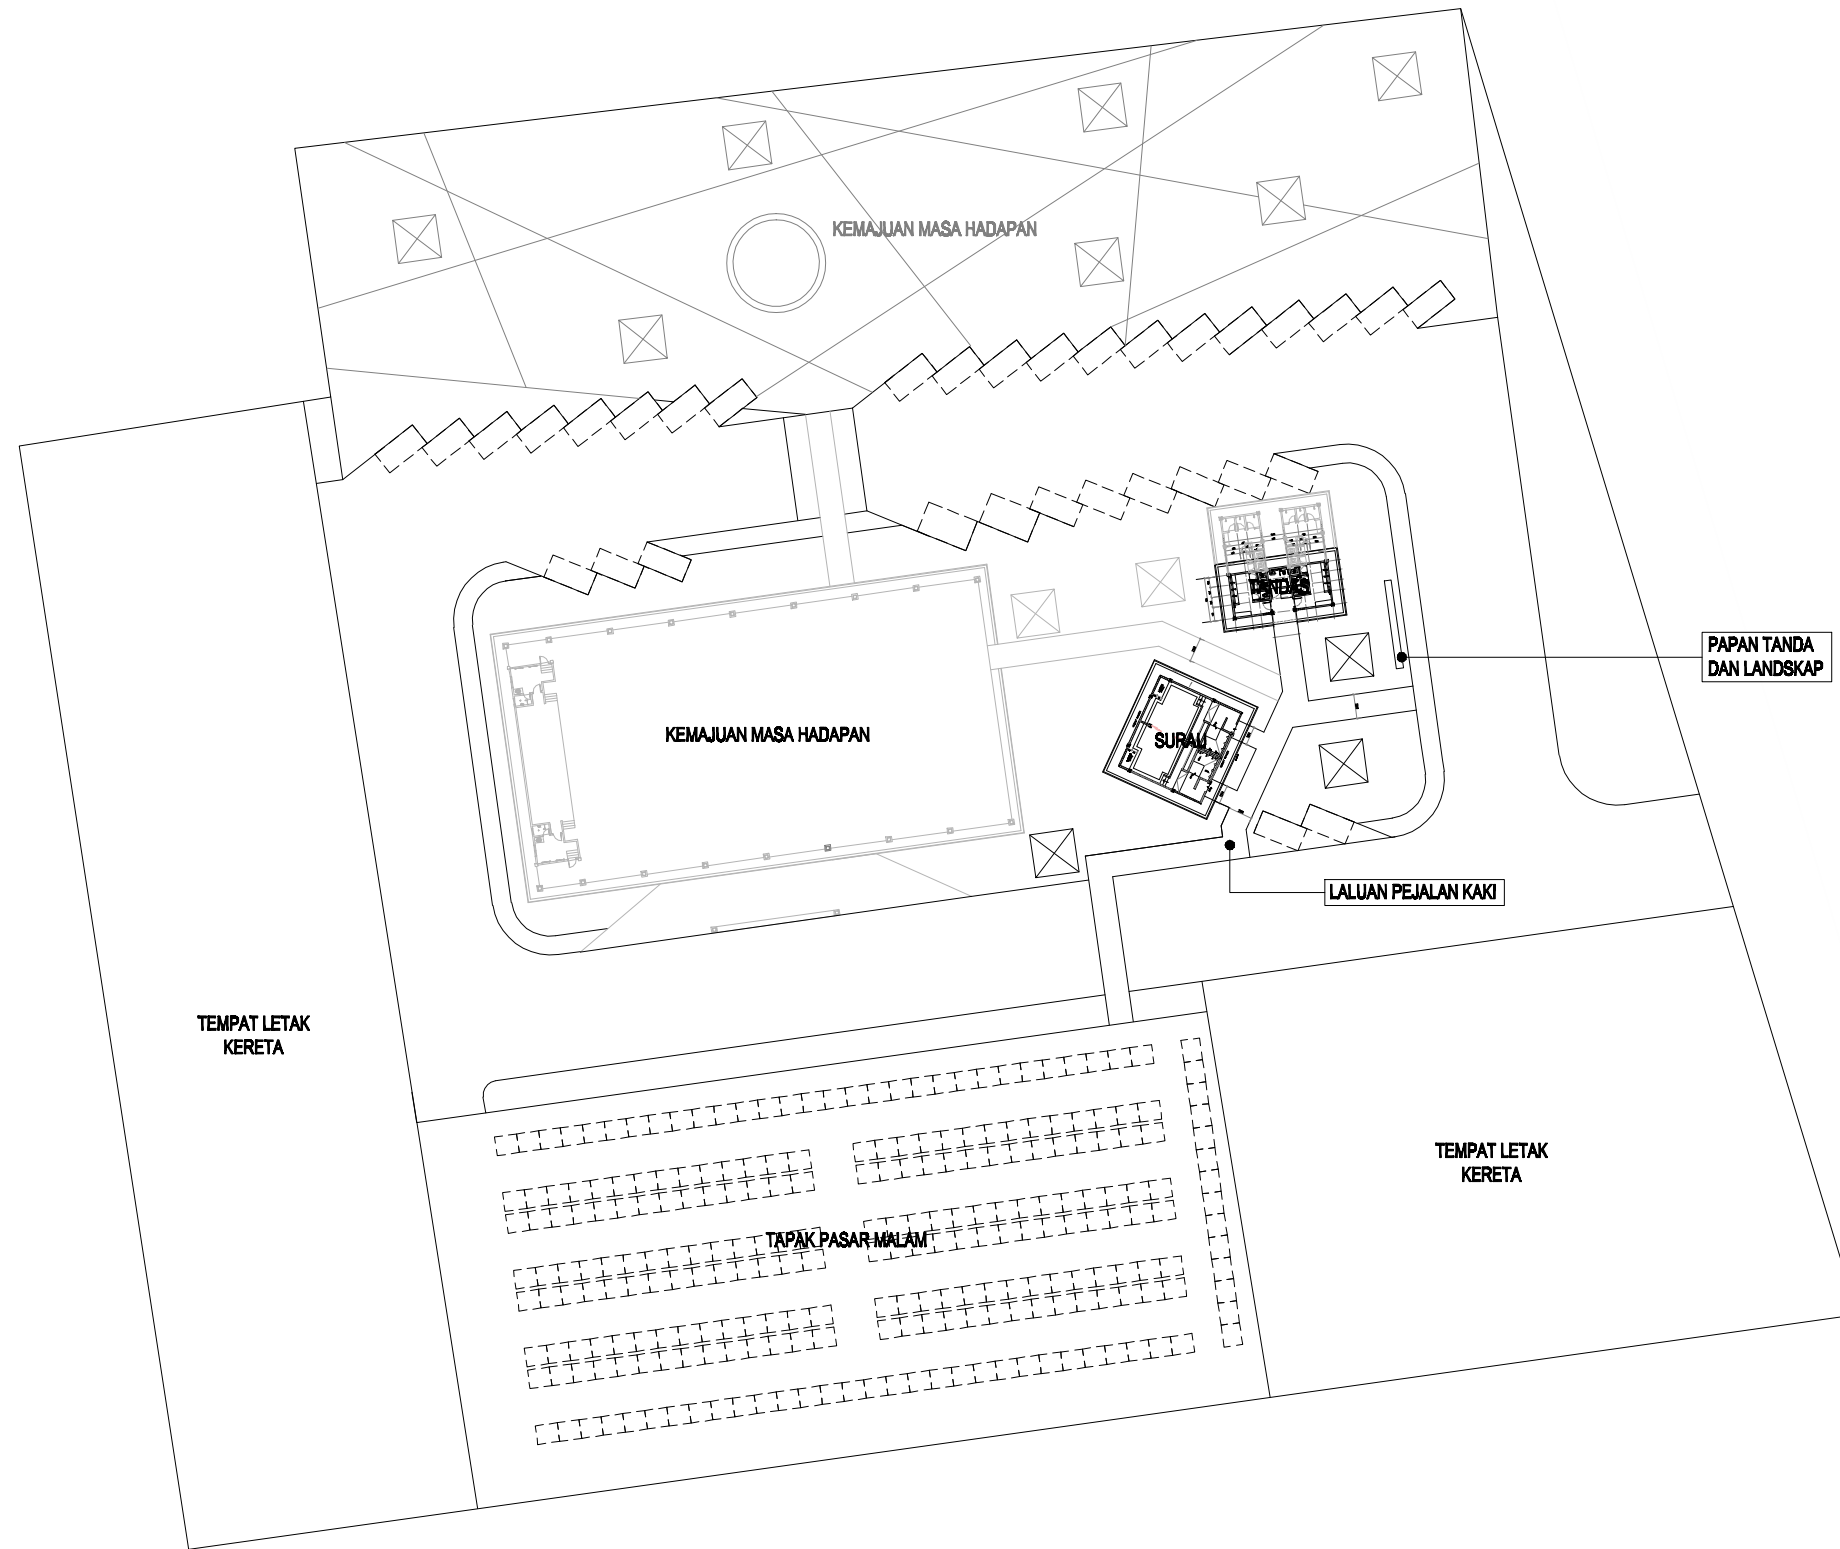 KEMAJUAN MASA HADAPAN
TANDAS
PAPAN TANDA
DAN LANDSKAP
KEMAJUAN MASA HADAPAN
SURAU
LALUAN PEJALAN KAKI
TEMPAT LETAK
KERETA
TEMPAT LETAK
KERETA
TAPAK PASAR MALAM